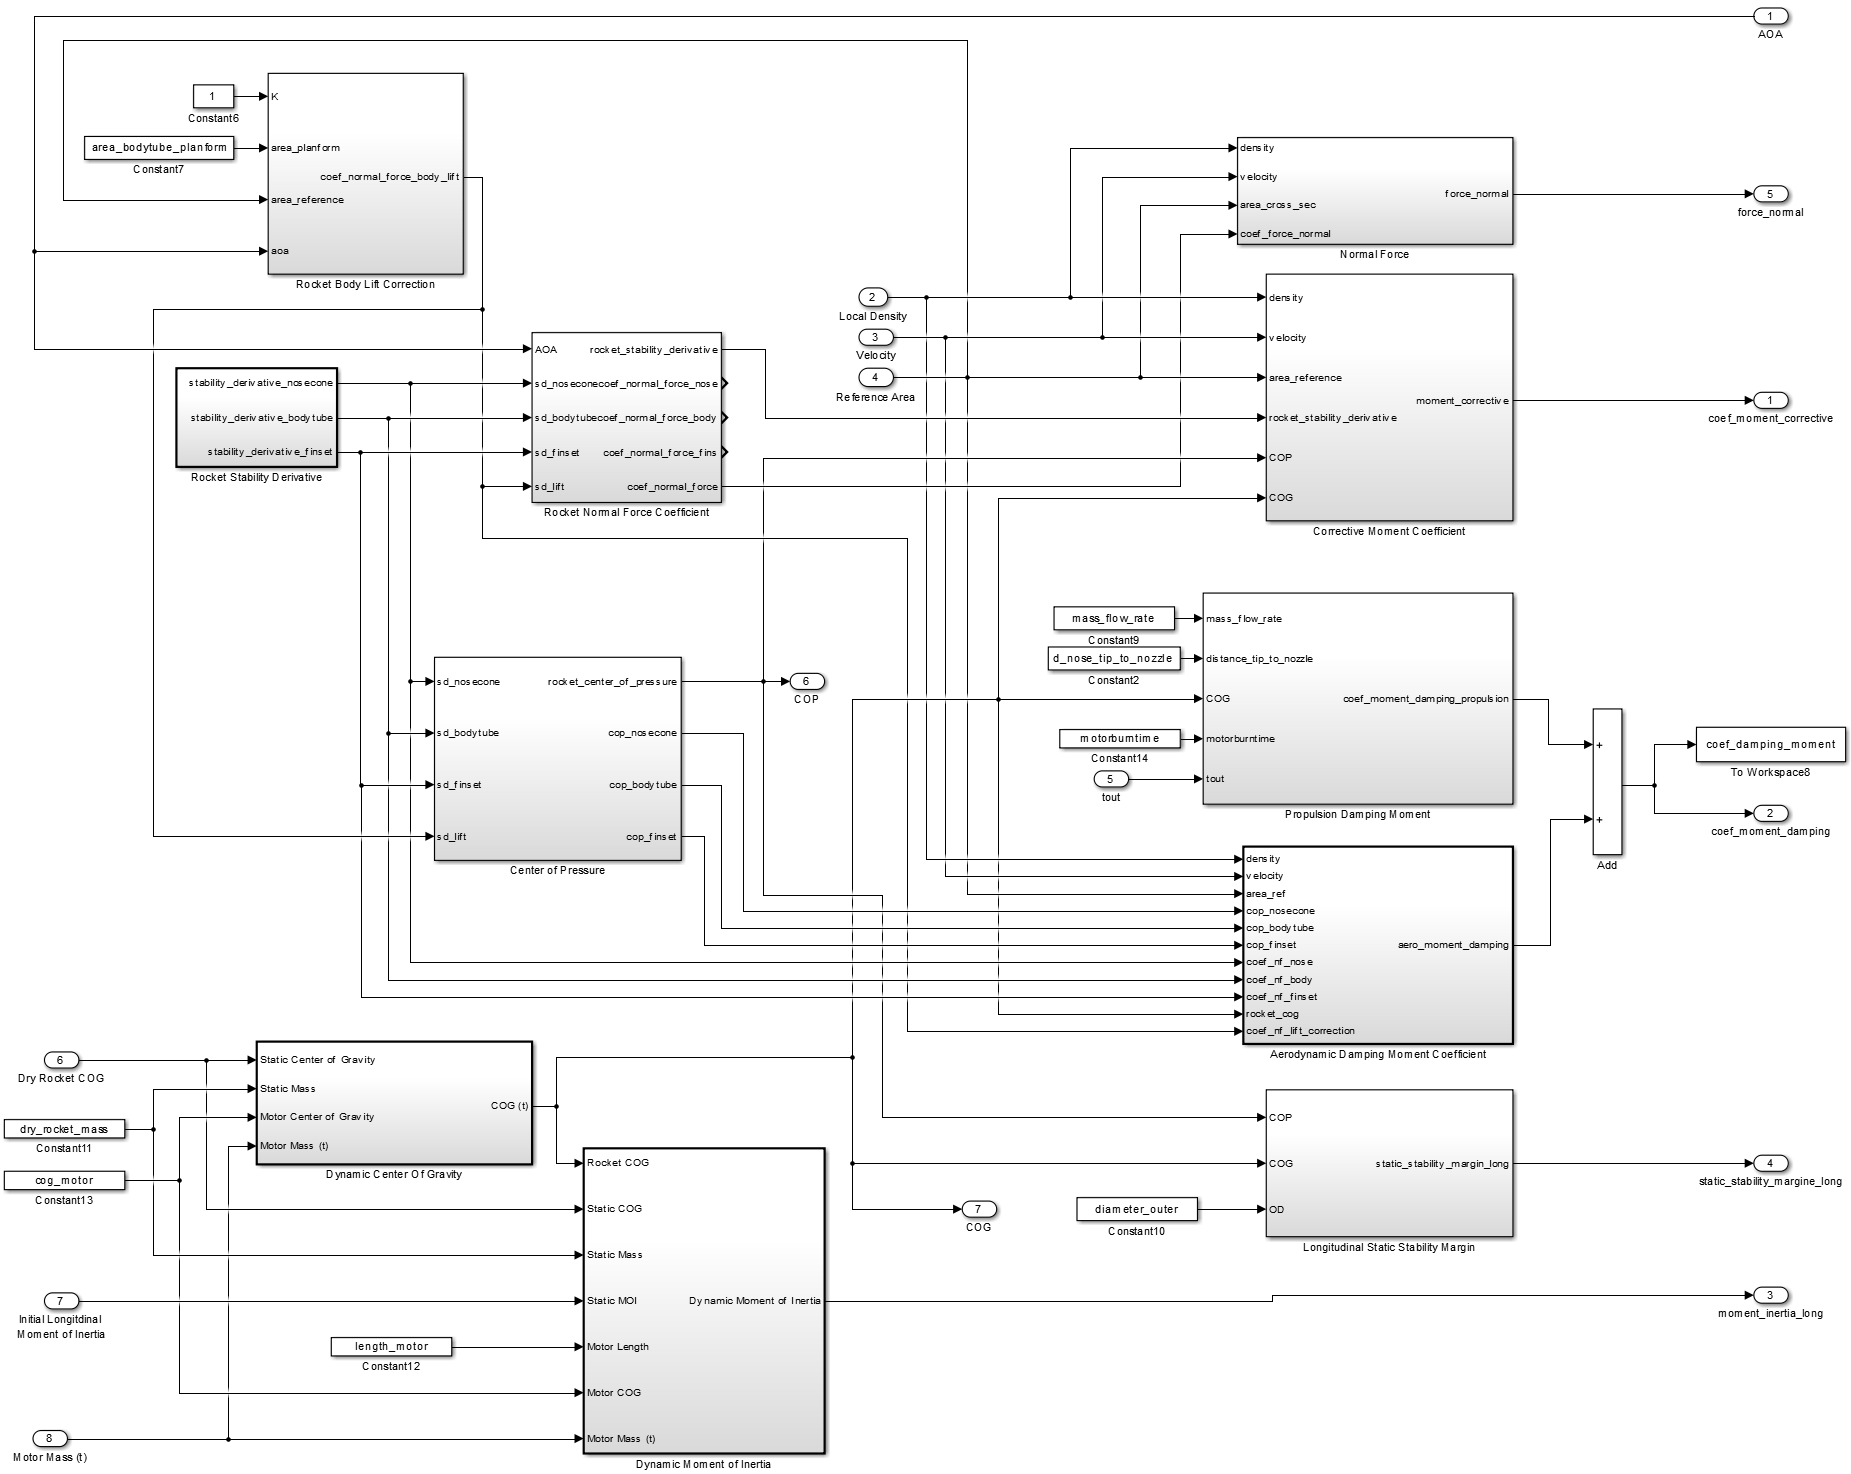 1
AOA
1
Constant6
area_bodytube_planform
Constant7
K
area_planform
coef_normal_force_body_lift
area_reference
aoa
Rocket Body Lift Correction
density
velocity
area_cross_sec
coef_force_normal
force_normal
Normal Force
5
force_normal
2
Local Density
3
Velocity
4
Reference Area
density
velocity
area_reference
rocket_stability_derivative
COP
COG
moment_corrective
Corrective Moment Coefficient
1
coef_moment_corrective
stability_derivative_nosecone
stability_derivative_bodytube
stability_derivative_finset
Rocket Stability Derivative
AOA
rocket_stability_derivative
sd_nosecone
coef_normal_force_nose
sd_bodytube
coef_normal_force_body
sd_finset
coef_normal_force_fins
sd_lift
coef_normal_force
Rocket Normal Force Coefficient
mass_flow_rate
Constant9
d_nose_tip_to_nozzle
Constant2
motorburntime
Constant14
5
tout
mass_flow_rate
distance_tip_to_nozzle
COG
coef_moment_damping_propulsion
motorburntime
tout
Propulsion Damping Moment
sd_nosecone
rocket_center_of_pressure
sd_bodytube
cop_nosecone
sd_finset
cop_bodytube
sd_lift
cop_finset
Center of Pressure
6
COP
+
+
Add
coef_damping_moment
To Workspace8
2
coef_moment_damping
density
velocity
area_ref
cop_nosecone
cop_bodytube
cop_finset
aero_moment_damping
coef_nf_nose
coef_nf_body
coef_nf_finset
rocket_cog
coef_nf_lift_correction
Aerodynamic Damping Moment Coefficient
6
Dry Rocket COG
dry_rocket_mass
Constant11
cog_motor
Constant13
Static Center of Gravity
Static Mass
COG (t)
Motor Center of Gravity
Motor Mass (t)
Dynamic Center Of Gravity
7
COG
diameter_outer
Constant10
COP
COG
static_stability_margin_long
OD
Longitudinal Static Stability Margin
4
static_stability_margine_long
7
Initial Longitdinal
Moment of Inertia
length_motor
Constant12
8
Motor Mass (t)
Rocket COG
Static COG
Static Mass
Static MOI
Dynamic Moment of Inertia
Motor Length
Motor COG
Motor Mass (t)
Dynamic Moment of Inertia
3
moment_inertia_long